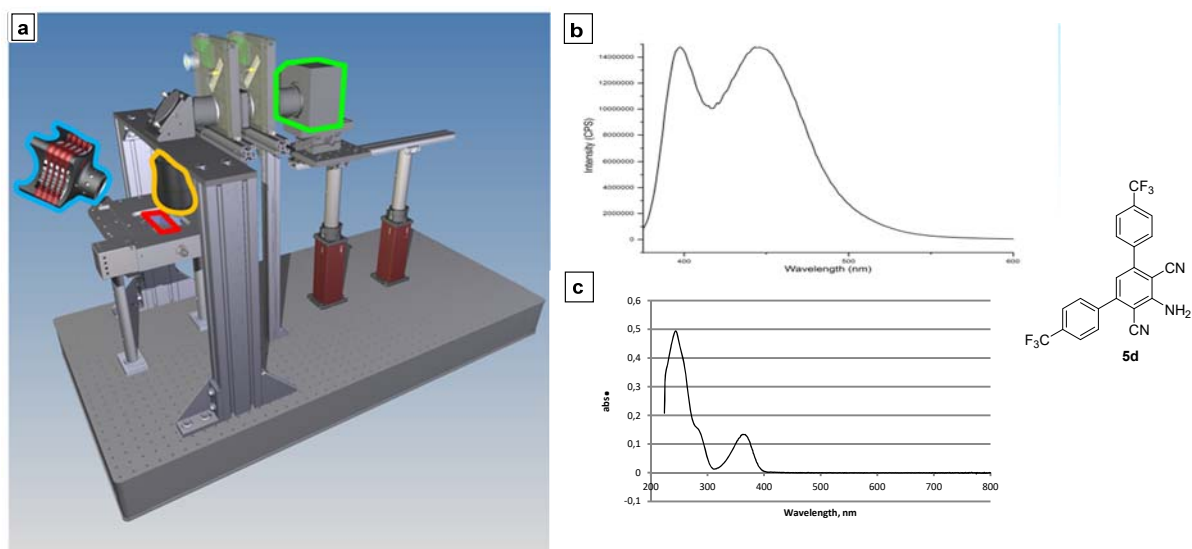 a
b
14000000
12000000
10000000
8000000
6000000
4000000
2000000
0
Intensity (CPS)
400
500
600
Wavelength (nm)
c
0,6
0,5
0,4
0,3
0,2
0,1
0
-0,1
abs•
200
300
400
500
600
700
800
Wavelength, nm
CF₃
CN
NH₂
CN
F₃C
5d